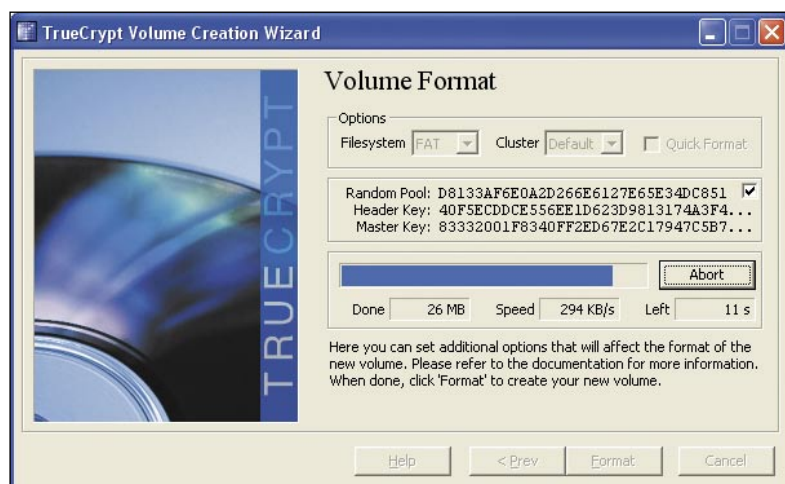 TrueCrypt Volume Creation Wizard
TRUECRYPT
Volume Format
Options
Filesystem FAT Cluster Default Quick Format
Random Pool: D8133AF6E0A2D266E6127E65E34DC851
Header Key: 40F5ECDDCE556EE1D623D9813174A3F4...
Master Key: 83332001F8340FF2ED67E2C17947C5B7...
Abort
Done 26 MB Speed 294 KB/s Left 11 s
Here you can set additional options that will affect the format of the
new volume. Please refer to the documentation for more information.
When done, click 'Format' to create your new volume.
Help < Prev Format Cancel